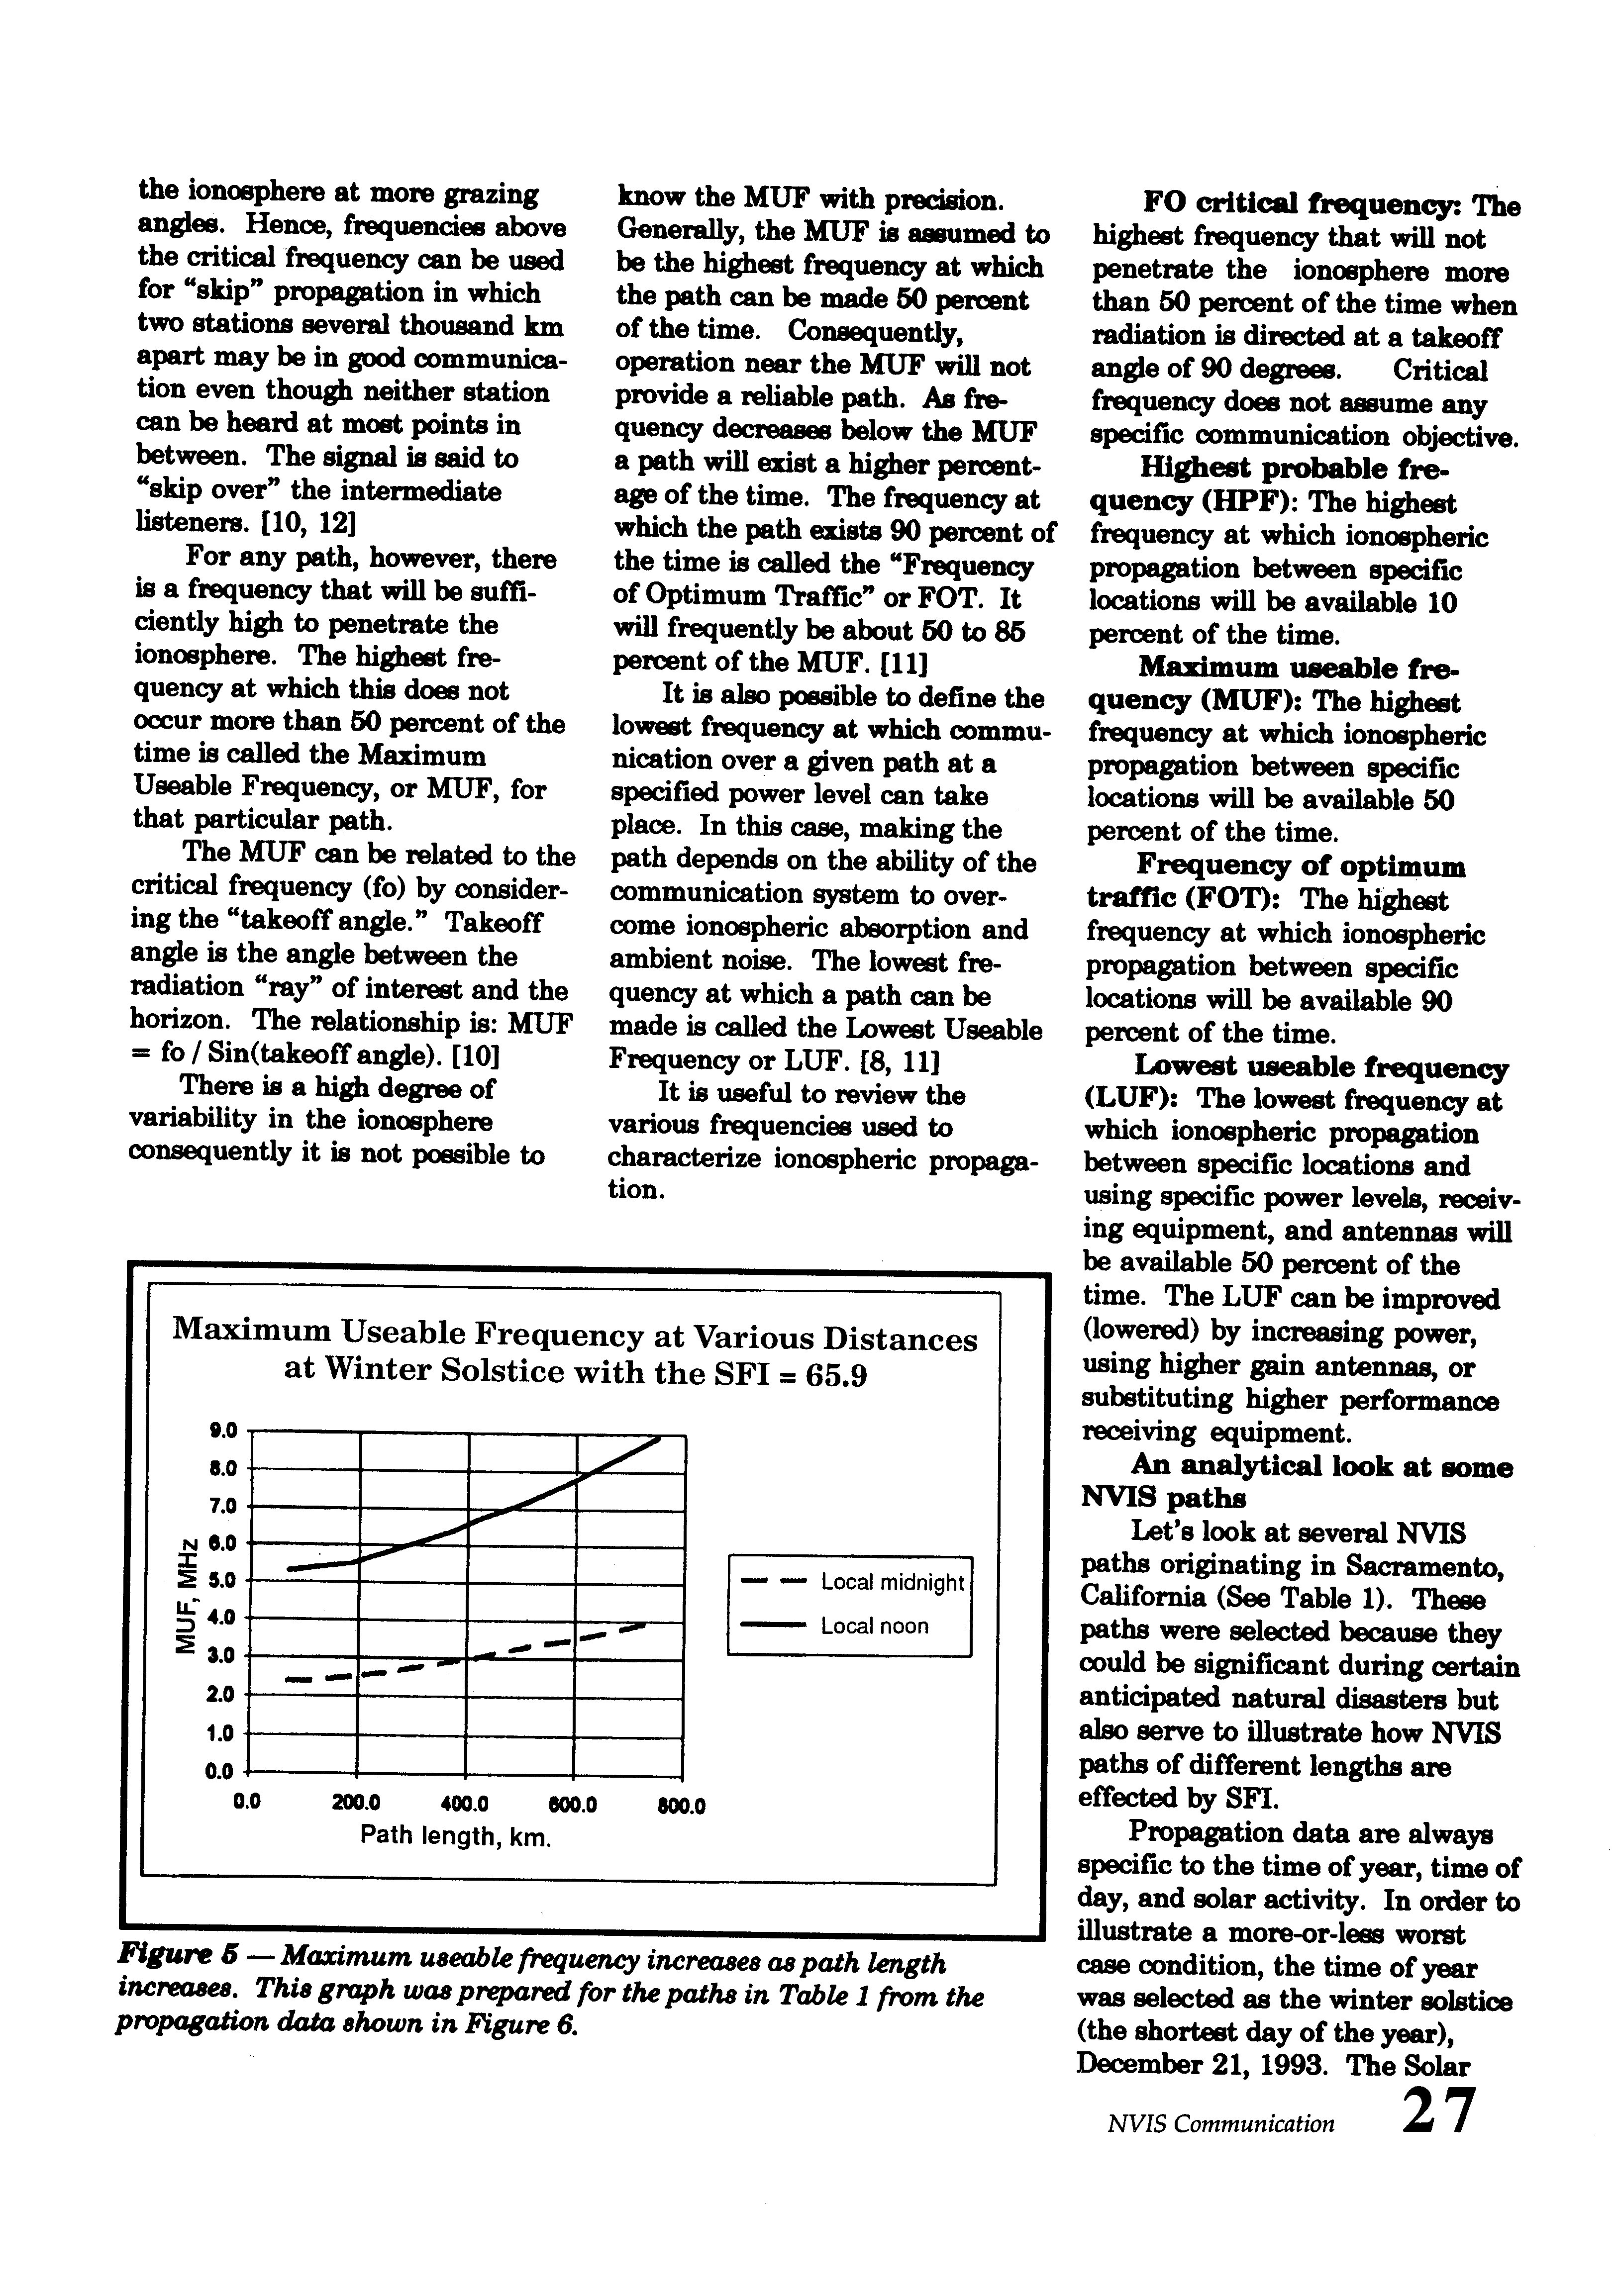 the ionosphere at more grazing
angles. Hence, frequencies above
the critical frequency can be used
for “skip” propagation in which
two stations several thousand km
apart may be in good communica-
tion even though neither station
can be heard at most points in
between. The signal is said to
“skip over” the intermediate
listeners. [10, 12]
For any path, however, there
is a frequency that will be suffi-
ciently high to penetrate the
ionosphere. The highest fre-
quency at which this does not
occur more than 50 percent of the
time is called the Maximum
Useable Frequency, or MUF, for
that particular path.
The MUF can be related to the
critical frequency (fo) by consider-
ing the “takeoff angle.” Takeoff
angle is the angle between the
radiation “ray” of interest and the
horizon. The relationship is: MUF
= fo / Sin(takeoff angle). [10]
There is a high degree of
variability in the ionosphere
consequently it is not possible to
know the MUF with precision.
Generally, the MUF is assumed to
be the highest frequency at which
the path can be made 50 percent
of the time. Consequently,
operation near the MUF will not
provide a reliable path. As fre-
quency decreases below the MUF
a path will exist a higher percent-
age of the time. The frequency at
which the path exists 90 percent of
the time is called the “Frequency
of Optimum Traffic” or FOT. It
will frequently be about 50 to 85
percent of the MUF. [11]
It is also possible to define the
lowest frequency at which commu-
nication over a given path at a
specified power level can take
place. In this case, making the
path depends on the ability of the
communication system to over-
come ionospheric absorption and
ambient noise. The lowest fre-
quency at which a path can be
made is called the Lowest Useable
Frequency or LUF. [8, 11]
It is useful to review the
various frequencies used to
characterize ionospheric propaga-
tion.
FO critical frequency: The
highest frequency that will not
penetrate the ionosphere more
than 50 percent of the time when
radiation is directed at a takeoff
angle of 90 degrees. Critical
frequency does not assume any
specific communication objective.
Highest probable fre-
quency (HPF): The highest
frequency at which ionospheric
propagation between specific
locations will be available 10
percent of the time.
Maximum useable fre-
quency (MUF): The highest
frequency at which ionospheric
propagation between specific
locations will be available 50
percent of the time.
Frequency of optimum
traffic (FOT): The highest
frequency at which ionospheric
propagation between specific
locations will be available 90
percent of the time.
Lowest useable frequency
(LUF): The lowest frequency at
which ionospheric propagation
between specific locations and
using specific power levels, receiv-
ing equipment, and antennas will
be available 50 percent of the
time. The LUF can be improved
(lowered) by increasing power,
using higher gain antennas, or
substituting higher performance
receiving equipment.
An analytical look at some
NVIS paths
Let’s look at several NVIS
paths originating in Sacramento,
California (See Table 1). These
paths were selected because they
could be significant during certain
anticipated natural disasters but
also serve to illustrate how NVIS
paths of different lengths are
effected by SFI.
Propagation data are always
specific to the time of year, time of
day, and solar activity. In order to
illustrate a more-or-less worst
case condition, the time of year
was selected as the winter solstice
(the shortest day of the year),
December 21, 1993. The Solar
Maximum Useable Frequency at Various Distances
at Winter Solstice with the SFI = 65.9
MUF, MHz
9.0
8.0
7.0
6.0
5.0
4.0
3.0
2.0
1.0
0.0
0.0 200.0 400.0 600.0 800.0
Path length, km.
Local midnight
Local noon
Figure 5 — Maximum useable frequency increases as path length
increases. This graph was prepared for the paths in Table 1 from the
propagation data shown in Figure 6.
NVIS Communication 27